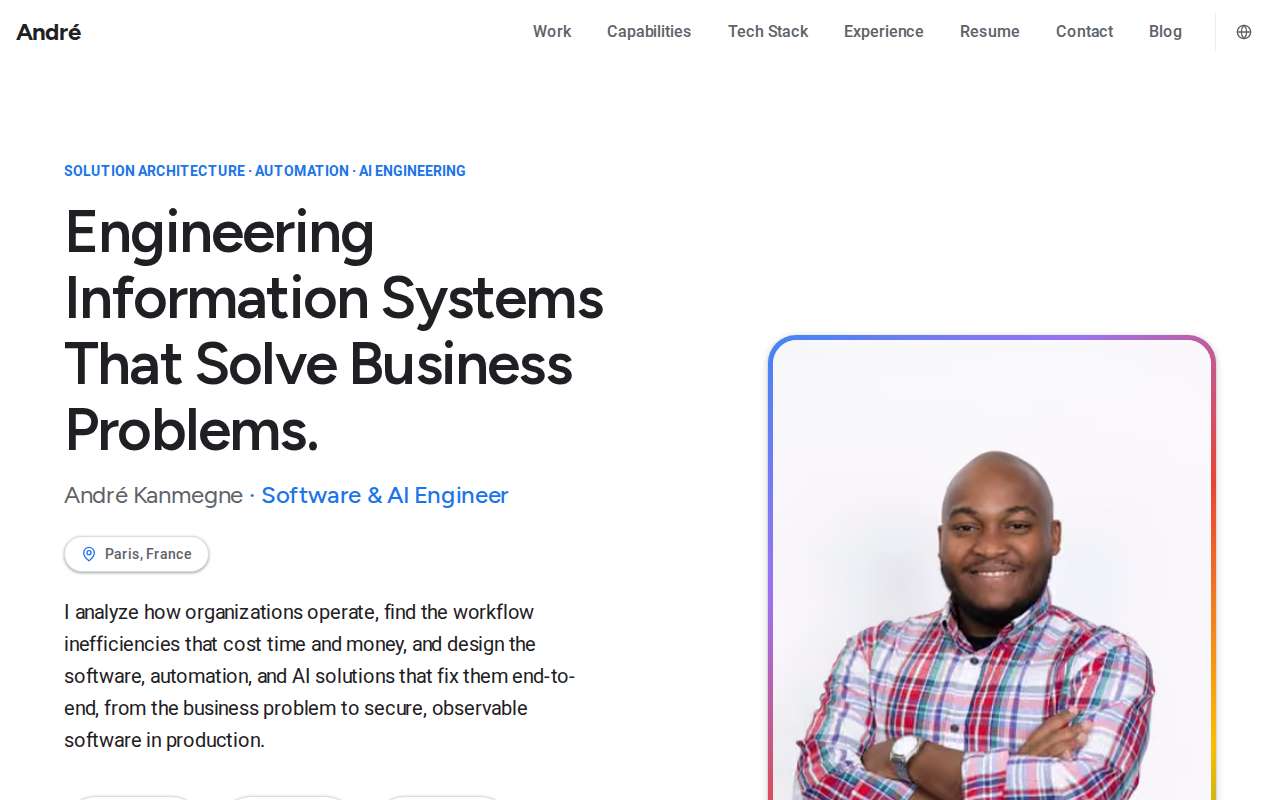 André
Work
Capabilities
Tech Stack
Experience
Resume
Contact
Blog
SOLUTION ARCHITECTURE · AUTOMATION · AI ENGINEERING
Engineering
Information Systems
That Solve Business
Problems.
André Kanmegne · Software & AI Engineer
Paris, France
I analyze how organizations operate, find the workflow
inefficiencies that cost time and money, and design the
software, automation, and AI solutions that fix them end-to-
end, from the business problem to secure, observable
software in production.